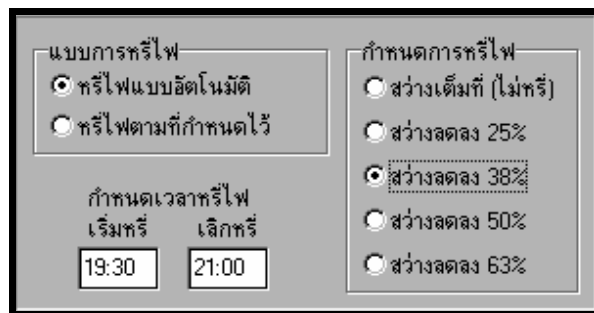 แบบการหรี่ไฟ
หรี่ไฟแบบอัตโนมัติ
หรี่ไฟตามที่กำหนดไว้
กำหนดเวลาหรี่ไฟ
เริ่มหรี่ เลิกหรี่
19:30 21:00
กำหนดการหรี่ไฟ
สว่างเต็มที่ (ไม่หรี่)
สว่างลดลง 25%
สว่างลดลง 38%
สว่างลดลง 50%
สว่างลดลง 63%